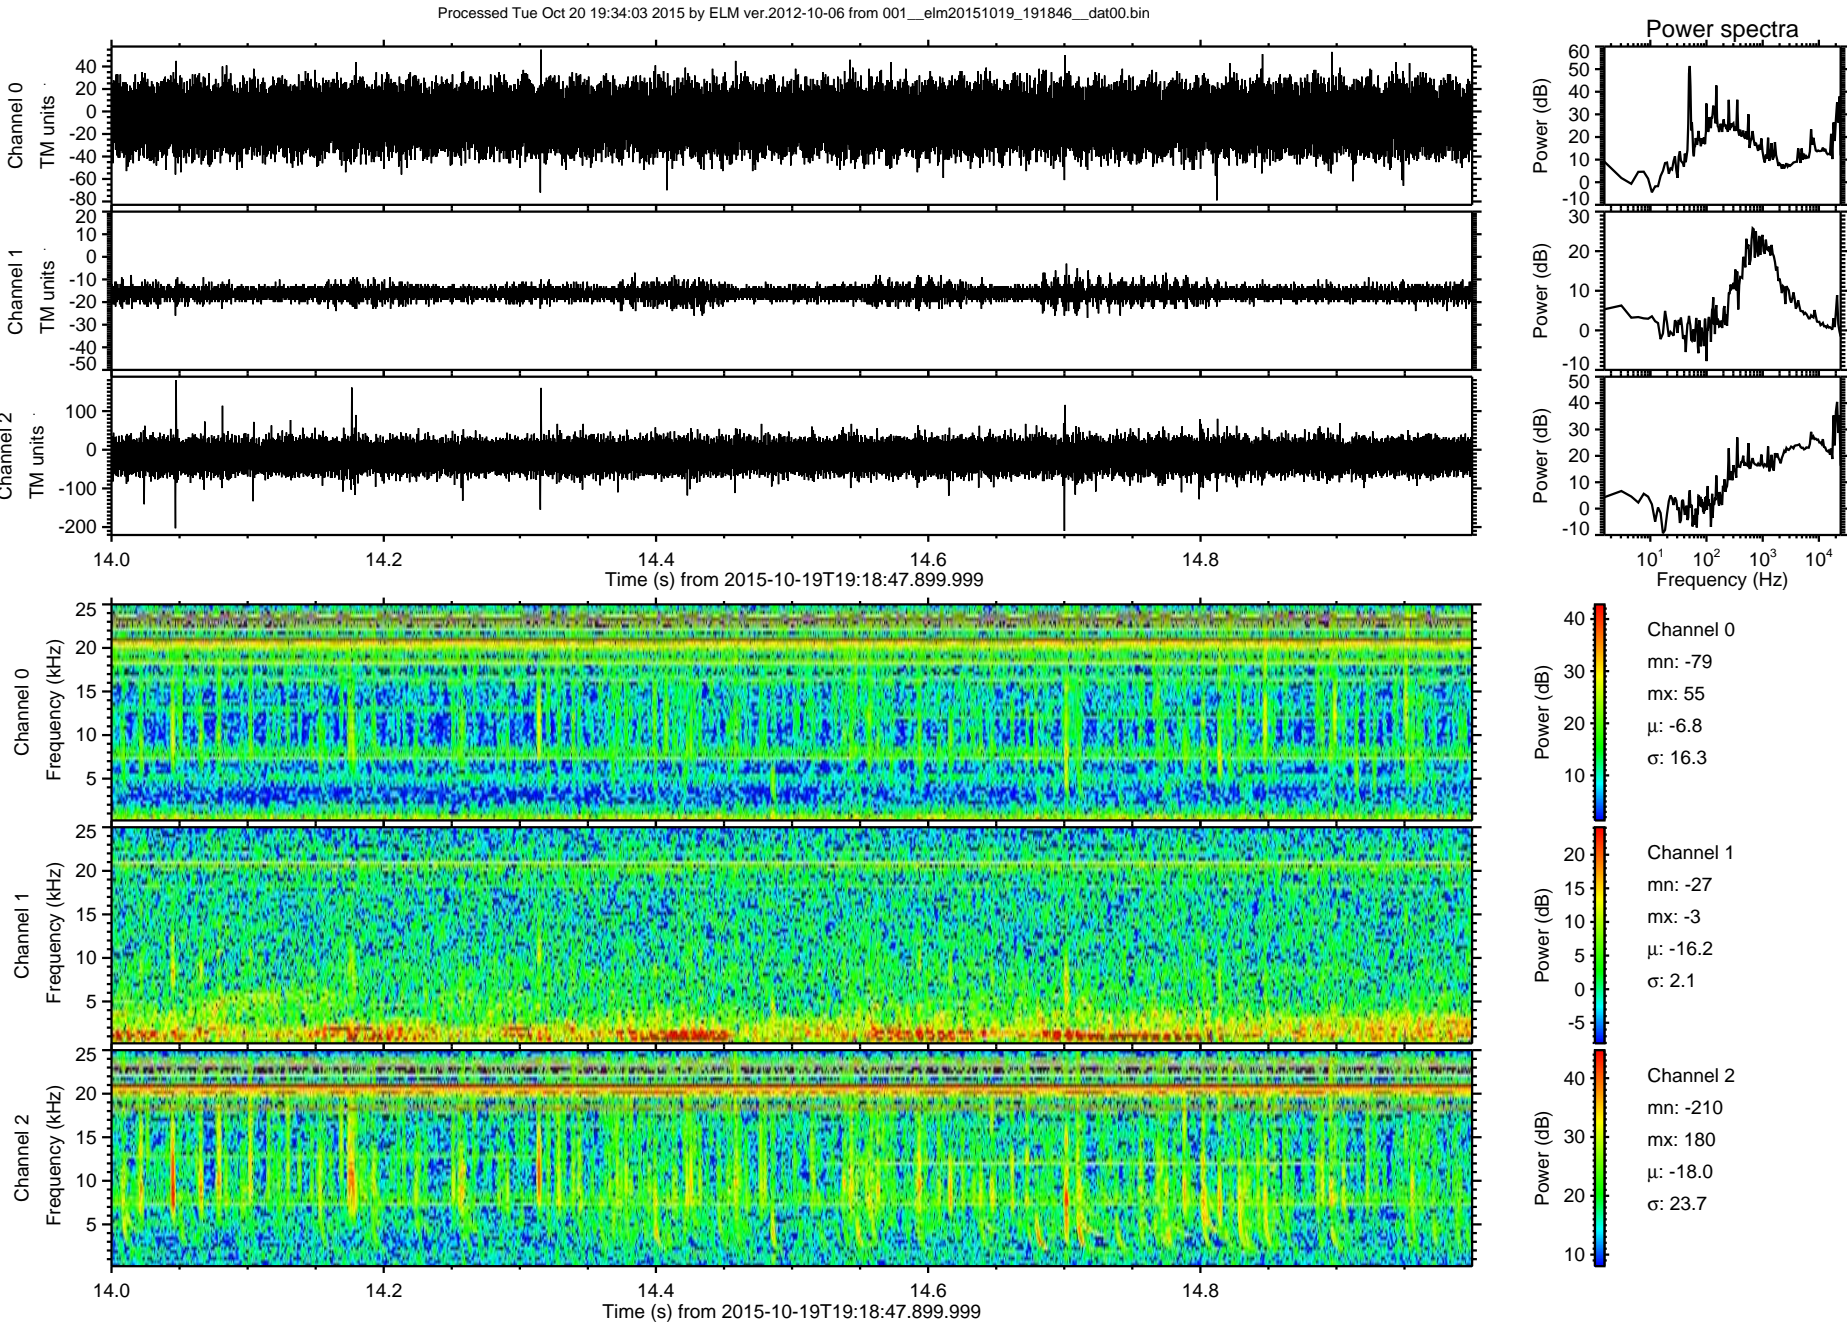 Processed Tue Oct 20 19:34:03 2015 by ELM ver.2012-10-06 from 001__elm20151019_191846__dat00.bin
Power spectra
Channel 0
TM units
40
20
0
-20
-40
-60
-80
Power (dB)
60
50
40
30
20
10
0
-10
Channel 1
TM units
20
10
0
-10
-20
-30
-40
-50
Power (dB)
30
20
10
0
-10
Channel 2
TM units
100
0
-100
-200
Power (dB)
50
40
30
20
10
0
-10
14.0 14.2 14.4 14.6 14.8
Time (s) from 2015-10-19T19:18:47.899.999
10^1 10^2 10^3 10^4
Frequency (Hz)
Channel 0
Frequency (kHz)
25
20
15
10
5
Power (dB)
40
30
20
10
Channel 0
mn: -79
mx: 55
μ: -6.8
σ: 16.3
Channel 1
Frequency (kHz)
25
20
15
10
5
Power (dB)
20
15
10
5
0
-5
Channel 1
mn: -27
mx: -3
μ: -16.2
σ: 2.1
Channel 2
Frequency (kHz)
25
20
15
10
5
Power (dB)
40
30
20
10
Channel 2
mn: -210
mx: 180
μ: -18.0
σ: 23.7
14.0 14.2 14.4 14.6 14.8
Time (s) from 2015-10-19T19:18:47.899.999